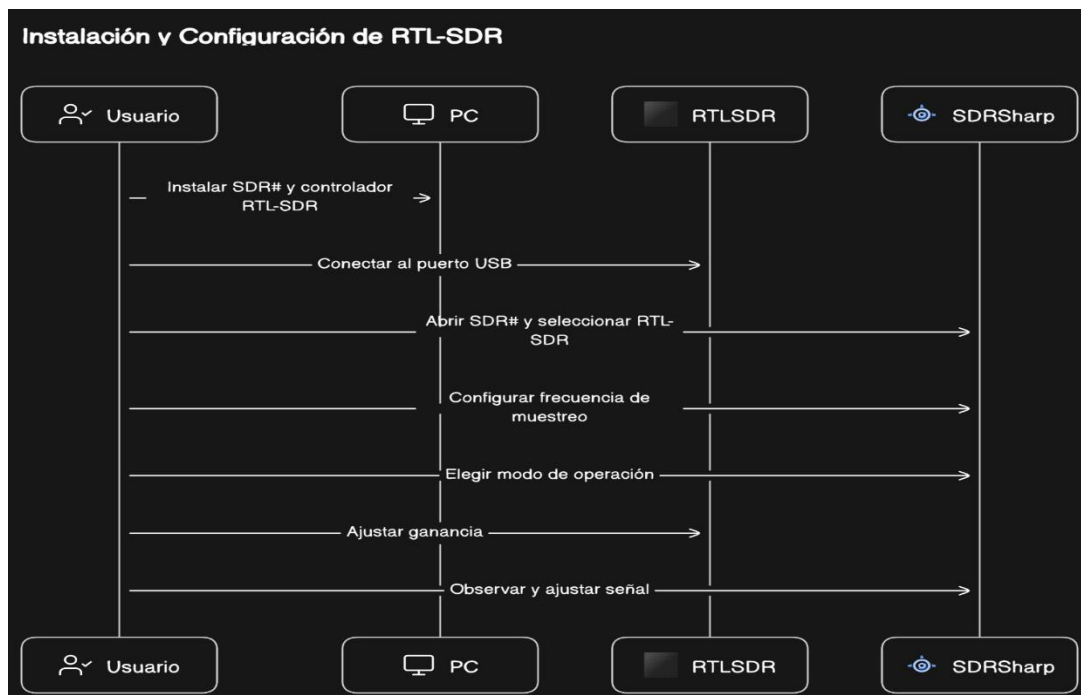 Instalación y Configuración de RTL-SDR
Usuario
PC
RTLSDR
SDRSharp
Instalar SDR# y controlador
RTL-SDR
Conectar al puerto USB
Abrir SDR# y seleccionar RTL-
SDR
Configurar frecuencia de
muestreo
Elegir modo de operación
Ajustar ganancia
Observar y ajustar señal
Usuario
PC
RTLSDR
SDRSharp